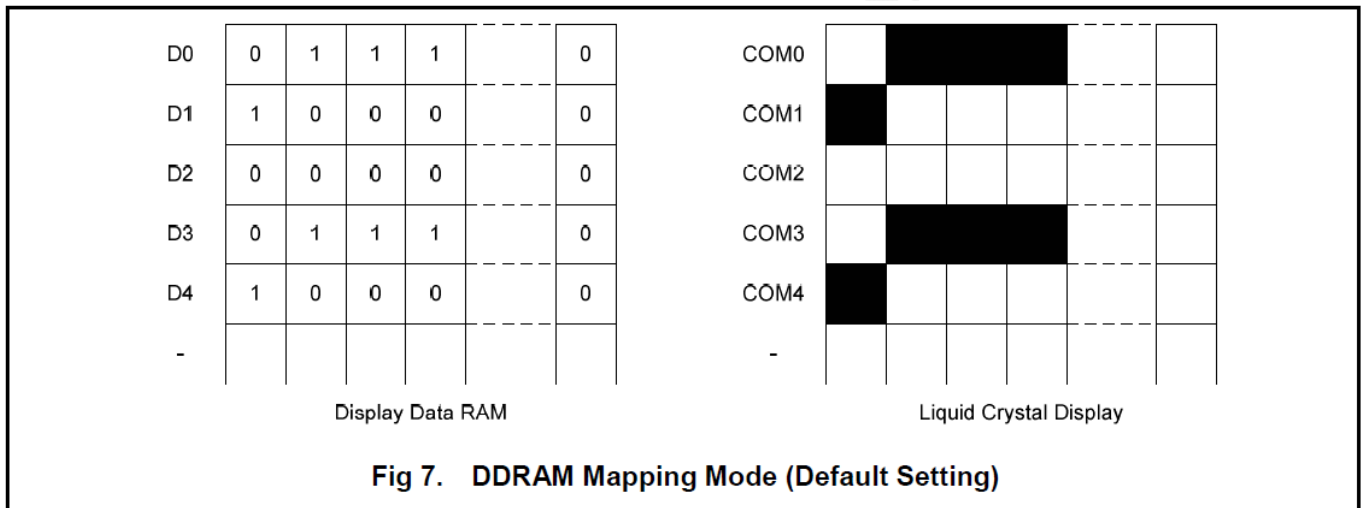 D0 0 1 1 1 0 COM0
D1 1 0 0 0 0 COM1
D2 0 0 0 0 0 COM2
D3 0 1 1 1 0 COM3
D4 1 0 0 0 0 COM4
- -
Display Data RAM Liquid Crystal Display
Fig 7. DDRAM Mapping Mode (Default Setting)